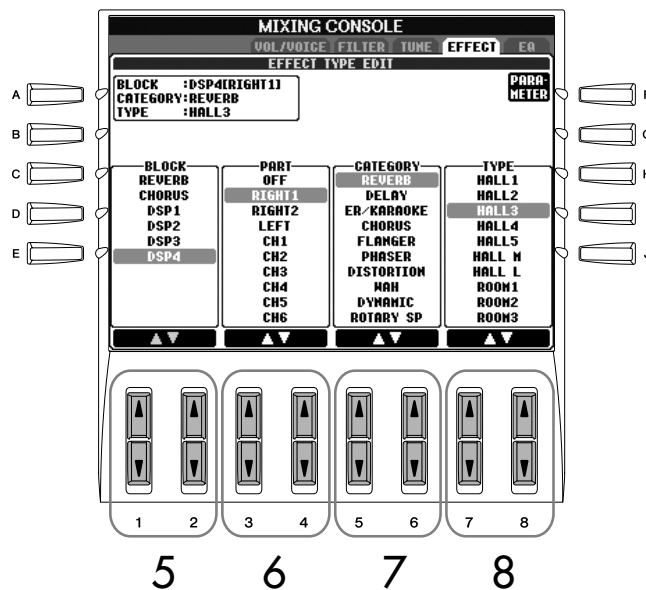 MIXING CONSOLE
VOL/VOICE FILTER TUNE EFFECT EQ
EFFECT TYPE EDIT
BLOCK :DSP4[RIGHT1]
CATEGORY:REVERB
TYPE :HALL3
PARA-
METER
A
B
C
D
E
F
H
J
BLOCK
REVERB
CHORUS
DSP1
DSP2
DSP3
DSP4
PART
OFF
RIGHT1
RIGHT2
LEFT
CH1
CH2
CH3
CH4
CH5
CH6
CATEGORY
REVERB
DELAY
ER/KARAOKE
CHORUS
FLANGER
PHASER
DISTORTION
WAH
DYNAMIC
ROTARY SP
TYPE
HALL1
HALL2
HALL3
HALL4
HALL5
HALL M
HALL L
ROOM1
ROOM2
ROOM3
1 2 3 4 5 6 7 8
5 6 7 8